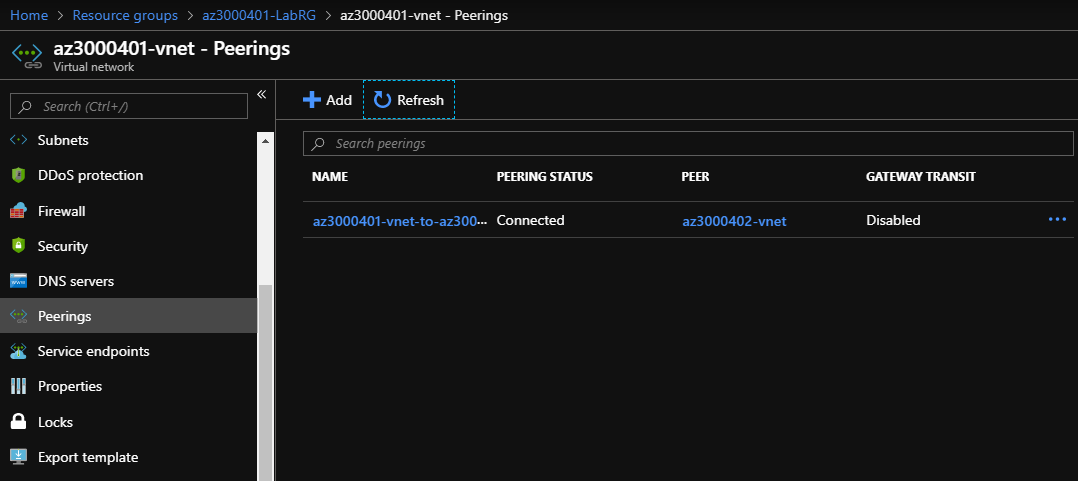 Home > Resource groups > az3000401-LabRG > az3000401-vnet - Peerings
az3000401-vnet - Peerings
Virtual network
Search (Ctrl+/)
«
Subnets
DDoS protection
Firewall
Security
DNS servers
Peerings
Service endpoints
Properties
Locks
Export template
Add Refresh
Search peerings
NAME PEERING STATUS PEER GATEWAY TRANSIT
az3000401-vnet-to-az300... Connected az3000402-vnet Disabled ...